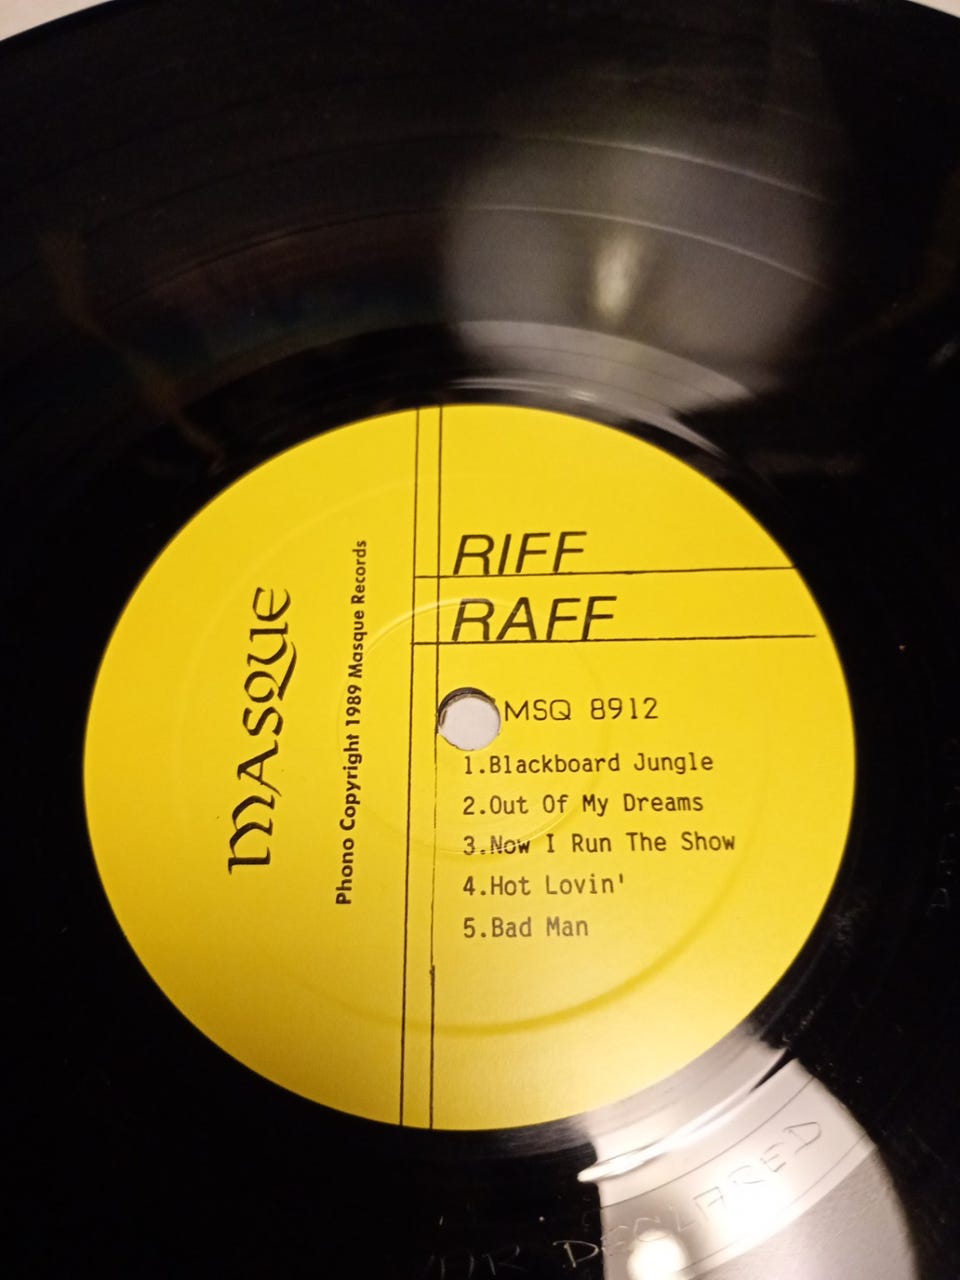 MASQUE
Phono Copyright 1989 Masque Records
RIFF
RAFF
MSQ 8912
1.Blackboard Jungle
2.Out Of My Dreams
3.Now I Run The Show
4.Hot Lovin'
5.Bad Man
DECLARED